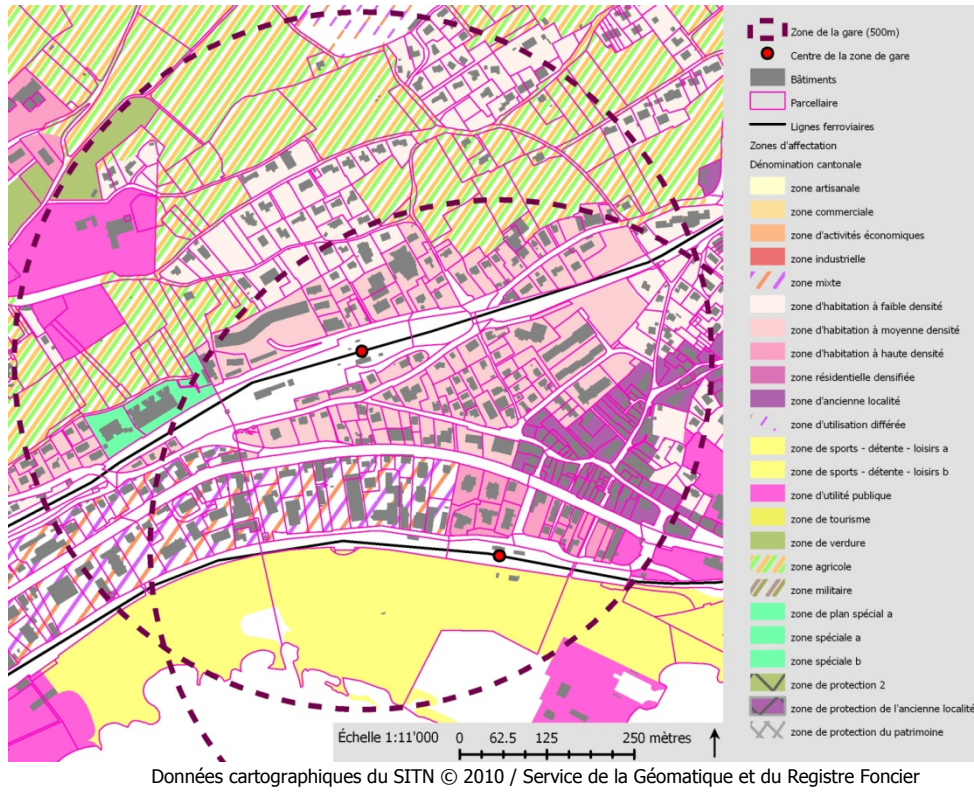 Zone de la gare (500m)
Centre de la zone de gare
Bâtiments
Parcellaire
Lignes ferroviaires
Zones d'affectation
Dénomination cantonale
zone artisanale
zone commerciale
zone d'activités économiques
zone industrielle
zone mixte
zone d'habitation à faible densité
zone d'habitation à moyenne densité
zone d'habitation à haute densité
zone résidentielle densifiée
zone d'ancienne localité
zone d'utilisation différée
zone de sports - détente - loisirs a
zone de sports - détente - loisirs b
zone d'utilité publique
zone de tourisme
zone de verdure
zone agricole
zone militaire
zone de plan spécial a
zone spéciale a
zone spéciale b
zone de protection 2
zone de protection de l'ancienne localité
zone de protection du patrimoine
Échelle 1:11'000 0 62.5 125 250 mètres
Données cartographiques du SITN © 2010 / Service de la Géomatique et du Registre Foncier